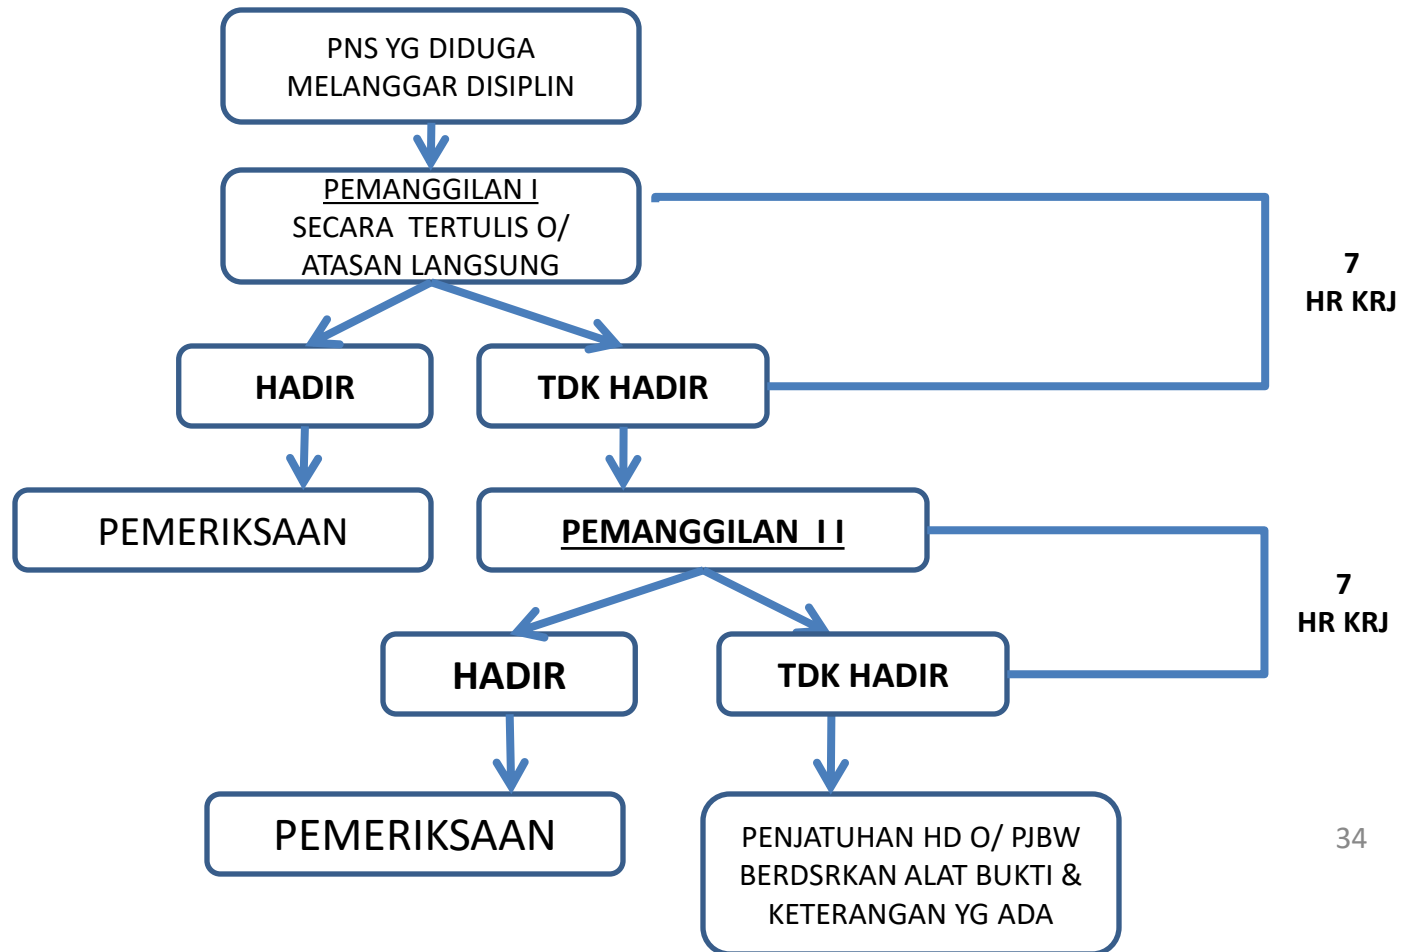 PNS YG DIDUGA
MELANGGAR DISIPLIN
PEMANGGILAN I
SECARA TERTULIS O/
ATASAN LANGSUNG
7
HR KRJ
HADIR
TDK HADIR
PEMERIKSAAN
PEMANGGILAN I I
7
HR KRJ
HADIR
TDK HADIR
PEMERIKSAAN
PENJATUHAN HD O/ PJBW
BERDSRKAN ALAT BUKTI &
KETERANGAN YG ADA
34